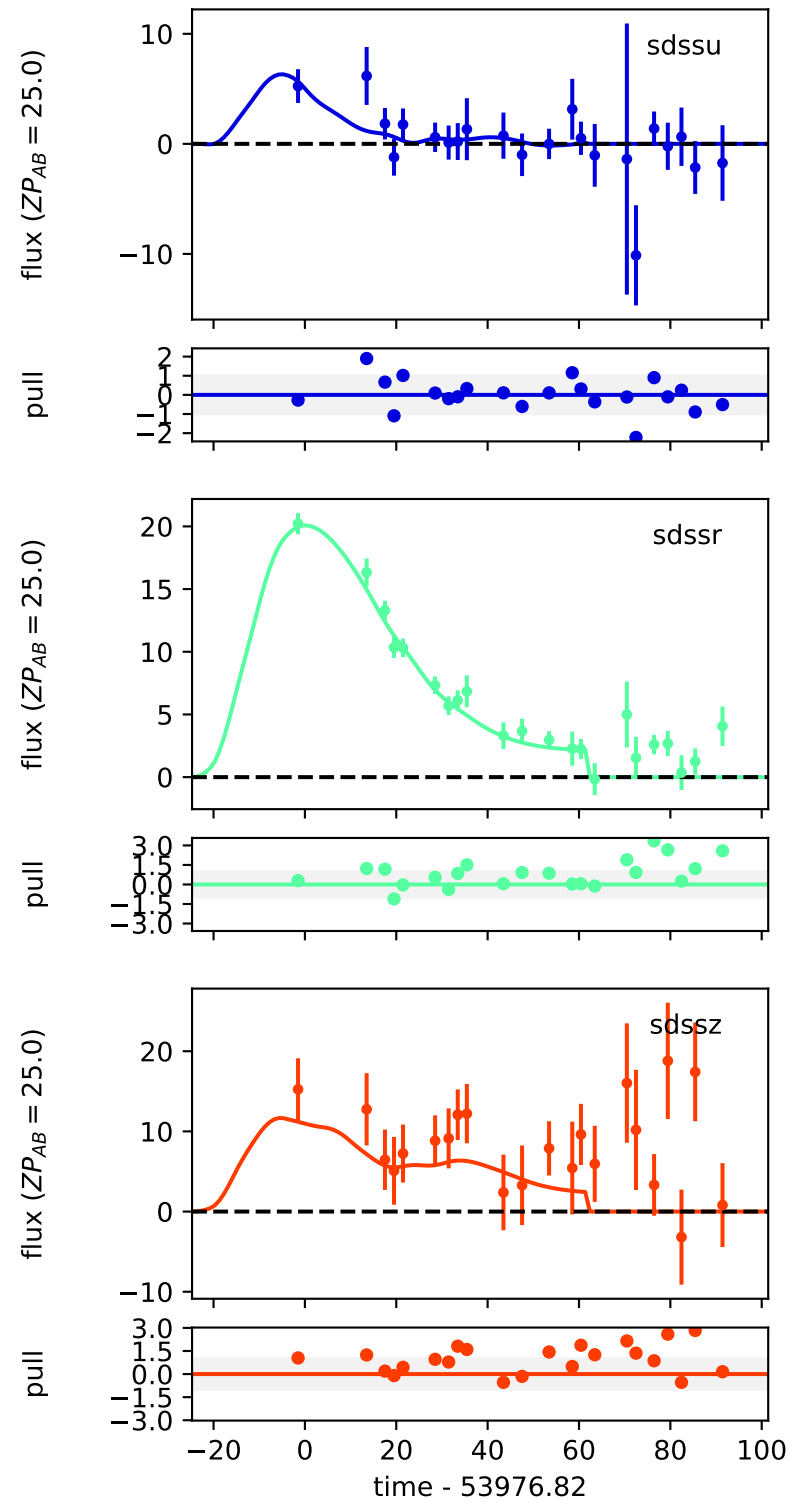 10
sdssu
flux (ZP_AB = 25.0)
0
−10
2
1
pull
0
−1
−2
20
sdssr
15
flux (ZP_AB = 25.0)
10
5
0
3.0
1.5
pull
0.0
−1.5
−3.0
sdssz
20
flux (ZP_AB = 25.0)
10
0
−10
3.0
1.5
pull
0.0
−1.5
−3.0
−20 0 20 40 60 80 100
time - 53976.82